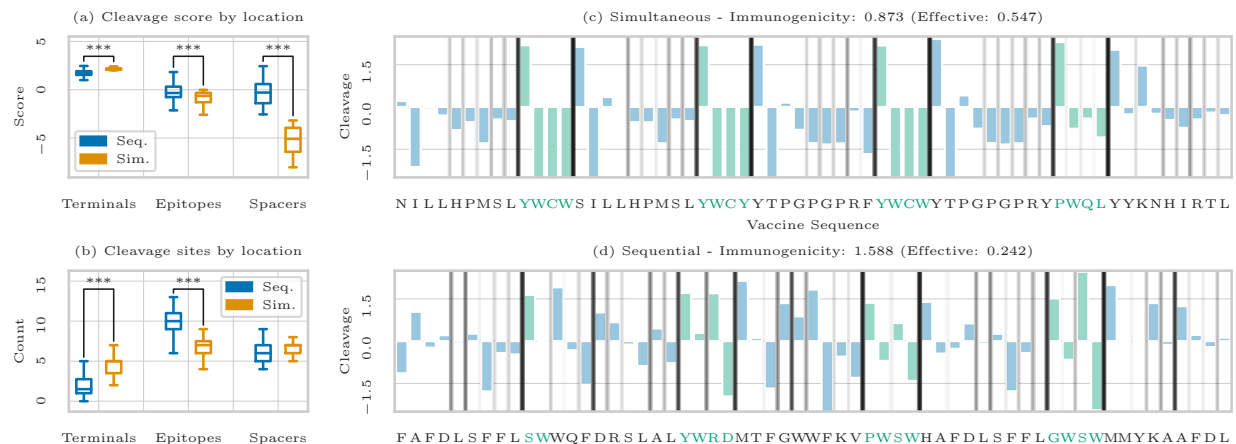 (a) Cleavage score by location
5
0
−5
Score
*** *** ***
Seq.
Sim.
Terminals Epitopes Spacers
(b) Cleavage sites by location
15
10
5
0
Count
*** ***
Seq.
Sim.
Terminals Epitopes Spacers
(c) Simultaneous - Immunogenicity: 0.873 (Effective: 0.547)
1.5
0.0
−1.5
Cleavage
NILLHPMSLYWCWSILLHPMSLYWCYYTPGPGPRFYWCWYTPGPGPRYPWQLYYKNHIRTL
Vaccine Sequence
(d) Sequential - Immunogenicity: 1.588 (Effective: 0.242)
1.5
0.0
−1.5
Cleavage
FAFDLSFFLSWWQFDRSLALYWRDMTFGWWFKVPWSWHAFDLSFFLGWSWMMYKAAFDL